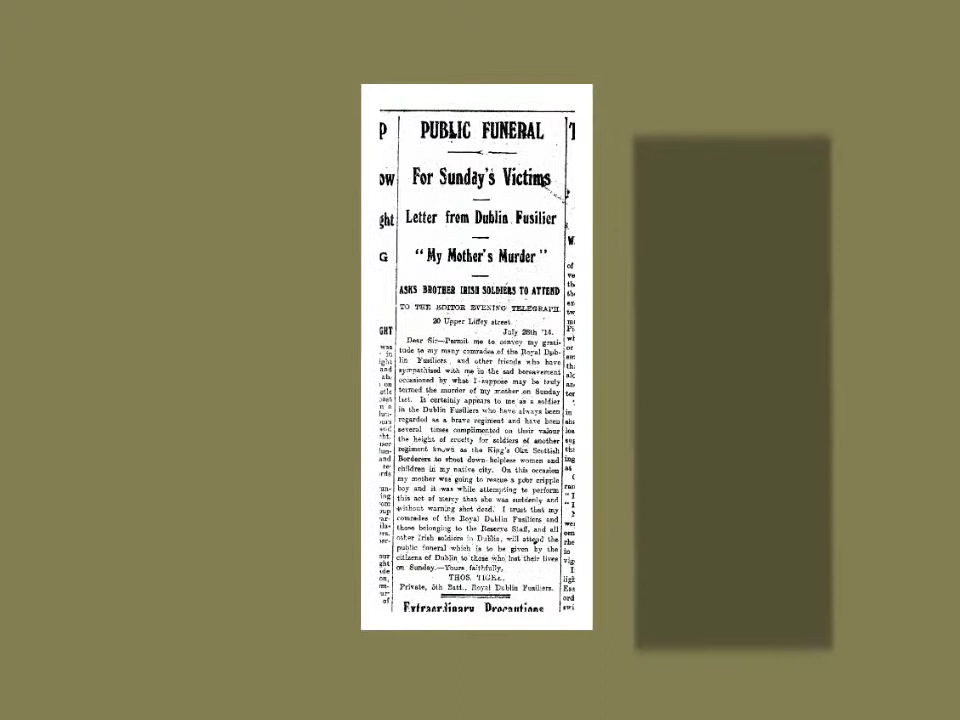 PUBLIC FUNERAL
For Sunday's Victims
Letter from Dublin Fusilier
"My Mother's Murder"
ASKS BROTHER IRISH SOLDIERS TO ATTEND
TO THE EDITOR EVENING TELEGRAPH.
20 Upper Liffey street.
July 28th '14.
Dear Sir—Permit me to convey my grati-
tude to my many comrades of the Royal Dub-
lin Fusiliers, and other friends who have
sympathised with me in the sad bereavement
occasioned by what I suppose may be truly
termed the murder of my mother on Sunday
last. Is certainly appears to me as a soldier
in the Dublin Fusiliers who have always been
regarded as a brave regiment and have been
several times complimented on their valour
the height of cruelty for soldiers of another
regiment known as the King's Own Scottish
Borderers to shoot down helpless women and
children in my native city. On this occasion
my mother was going to rescue a poor cripple
boy and it was while attempting to perform
this act of mercy that she was suddenly and
without warning shot dead. I trust that my
comrades of the Royal Dublin Fusiliers and
those belonging to the Reserve Staff, and all
other Irish soldiers in Dublin, will attend the
public funeral which is to be given by the
citizens of Dublin to those who lost their lives
on Sunday.—Yours faithfully,
THOS.
Private, 5th Batt., Royal Dublin Fusiliers.
Extraordinary Precautions